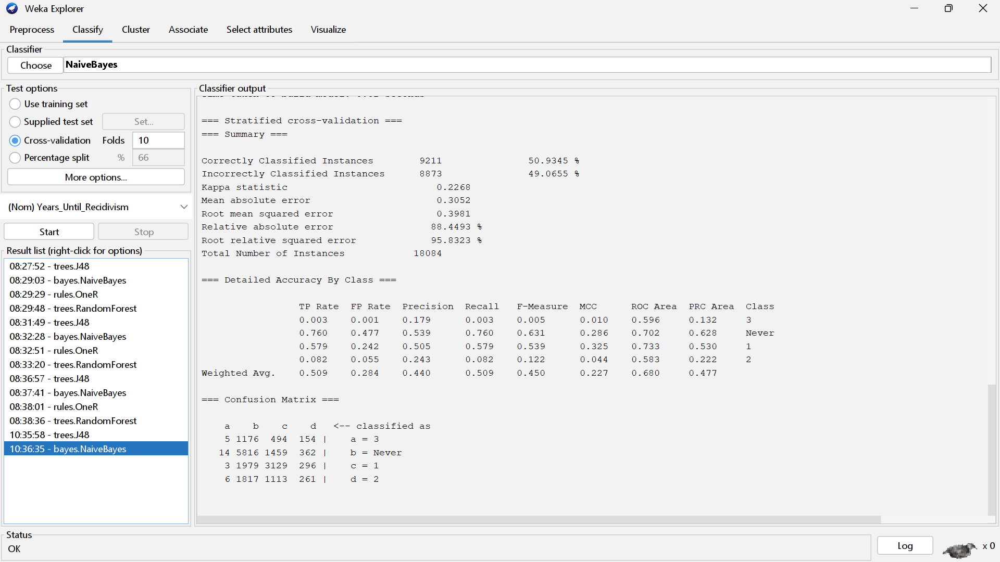 Weka Explorer
Preprocess Classify Cluster Associate Select attributes Visualize
Classifier
Choose NaiveBayes
Test options
Use training set
Supplied test set Set...
Cross-validation Folds 10
Percentage split % 66
More options...
(Nom) Years_Until_Recidivism
Start Stop
Result list (right-click for options)
08:27:52 - trees.J48
08:29:03 - bayes.NaiveBayes
08:29:29 - rules.OneR
08:29:48 - trees.RandomForest
08:31:49 - trees.J48
08:32:28 - bayes.NaiveBayes
08:32:51 - rules.OneR
08:33:20 - trees.RandomForest
08:36:57 - trees.J48
08:37:41 - bayes.NaiveBayes
08:38:01 - rules.OneR
08:38:36 - trees.RandomForest
10:35:58 - trees.J48
10:36:35 - bayes.NaiveBayes
Classifier output
=== Stratified cross-validation ===
=== Summary ===
Correctly Classified Instances 9211 50.9345 %
Incorrectly Classified Instances 8873 49.0655 %
Kappa statistic 0.2268
Mean absolute error 0.3052
Root mean squared error 0.3981
Relative absolute error 88.4493 %
Root relative squared error 95.8323 %
Total Number of Instances 18084
=== Detailed Accuracy By Class ===
TP Rate FP Rate Precision Recall F-Measure MCC ROC Area PRC Area Class
0.003 0.001 0.179 0.003 0.005 0.010 0.596 0.132 3
0.760 0.477 0.539 0.760 0.631 0.286 0.702 0.628 Never
0.579 0.242 0.505 0.579 0.539 0.325 0.733 0.530 1
0.082 0.055 0.243 0.082 0.122 0.044 0.583 0.222 2
Weighted Avg. 0.509 0.284 0.440 0.509 0.450 0.227 0.680 0.477
=== Confusion Matrix ===
a b c d <-- classified as
5 1176 494 154 | a = 3
14 5816 1459 362 | b = Never
3 1979 3129 296 | c = 1
6 1817 1113 261 | d = 2
Status
OK
Log
x 0